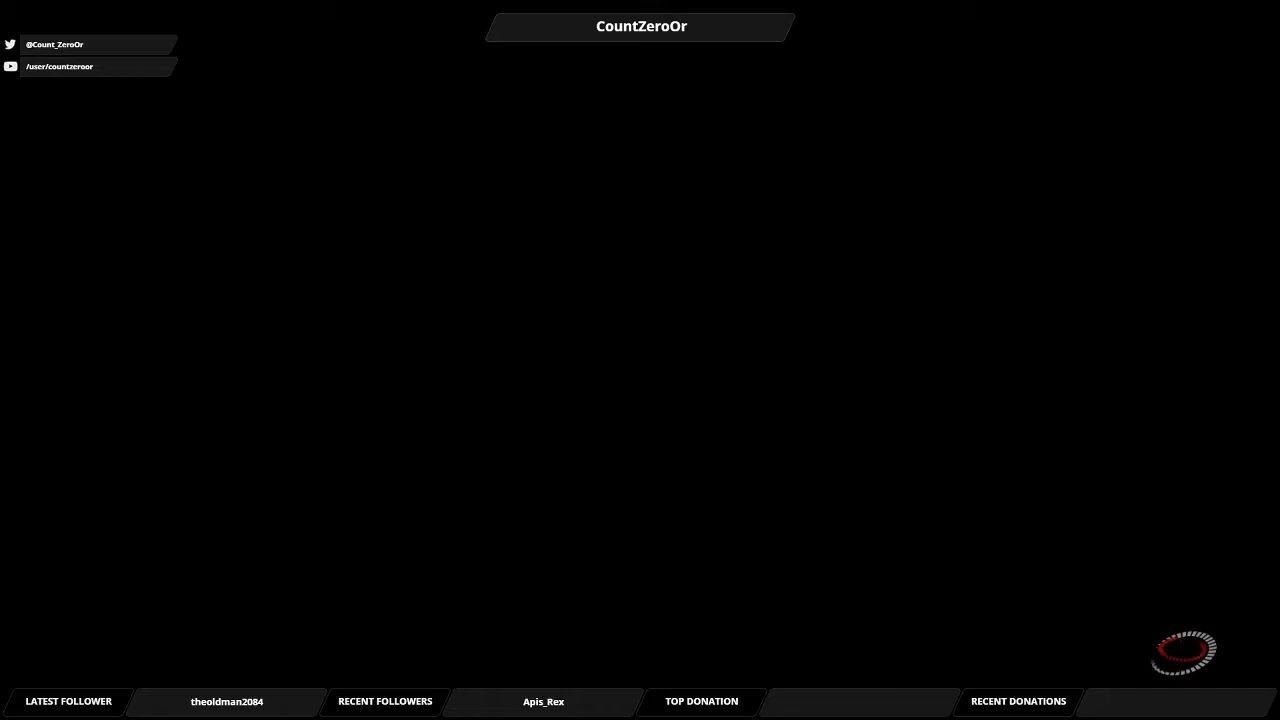 CountZeroOr
@Count_ZeroOr
/user/countzeroor
LATEST FOLLOWER
theoldman2084
RECENT FOLLOWERS
Apis_Rex
TOP DONATION
RECENT DONATIONS